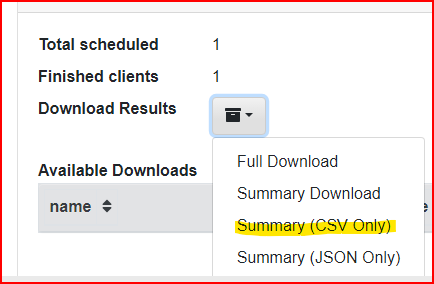 Total scheduled 1
Finished clients 1
Download Results
Full Download
Available Downloads
Summary Download
name
Summary (CSV Only)
Summary (JSON Only)